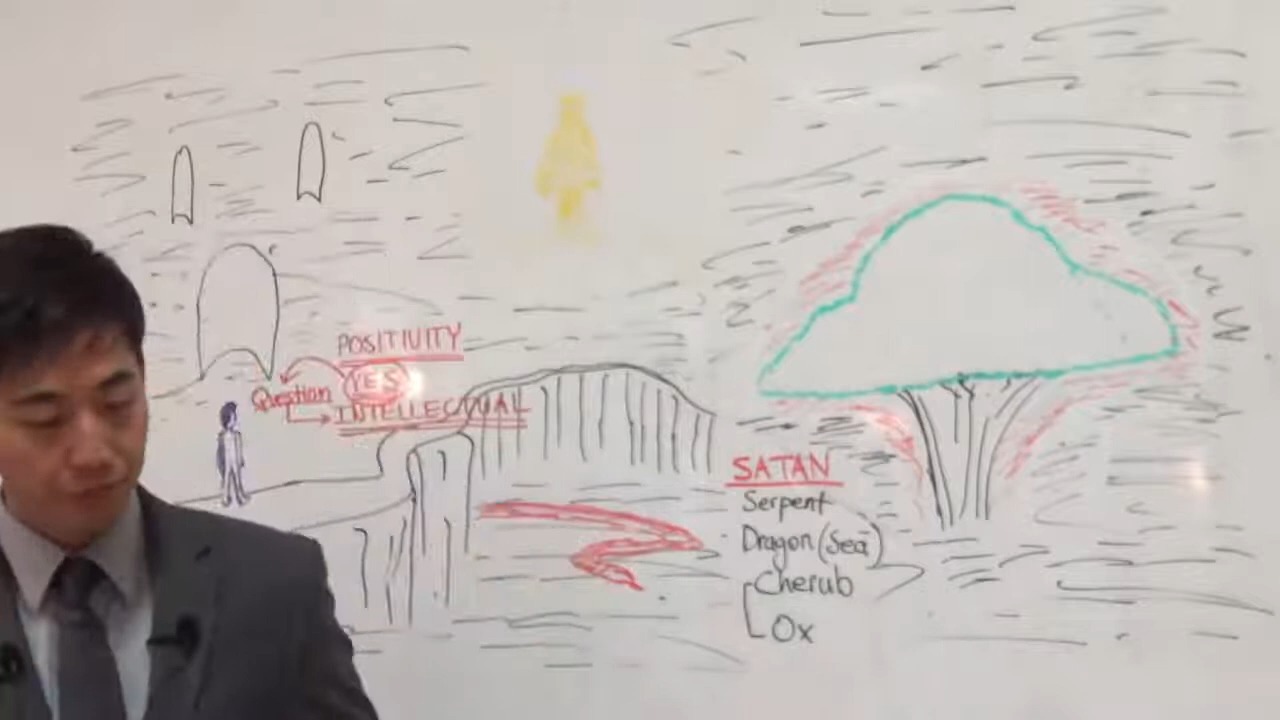 POSITIVITY
YES
Question
INTELLECTUAL
SATAN
Serpent
Dragon (Sea)
Cherub
Ox